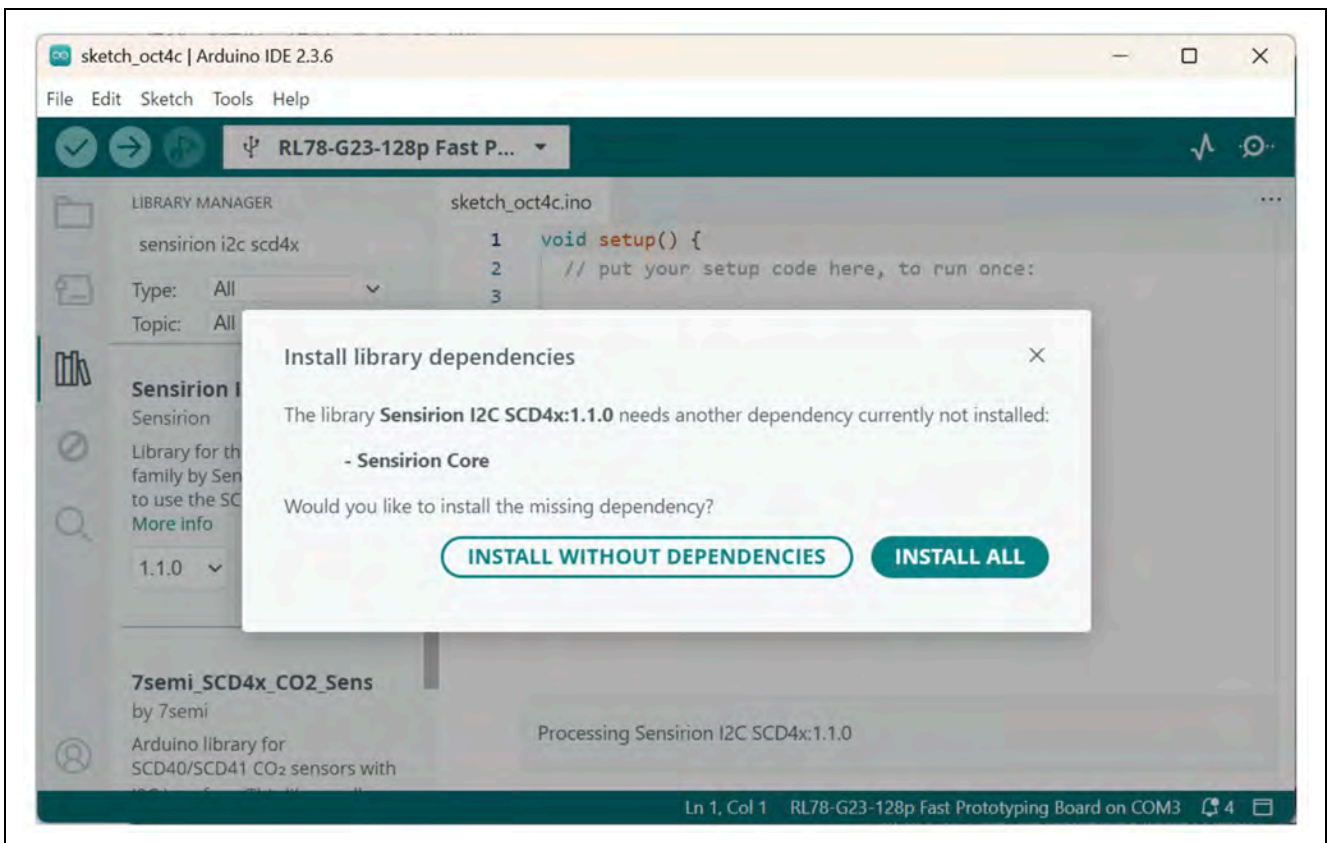 sketch_oct4c | Arduino IDE 2.3.6
File Edit Sketch Tools Help
RL78-G23-128p Fast P...
LIBRARY MANAGER
sensirion i2c scd4x
Type: All
Topic: All
sketch_oct4c.ino
...
1 void setup() {
2 // put your setup code here, to run once:
3
Sensirion I
Sensirion
Library for th
family by Sen
to use the SC
More info
1.1.0
Install library dependencies
The library Sensirion I2C SCD4x:1.1.0 needs another dependency currently not installed:
- Sensirion Core
Would you like to install the missing dependency?
INSTALL WITHOUT DEPENDENCIES
INSTALL ALL
7semi_SCD4x_CO2_Sens
by 7semi
Arduino library for
SCD40/SCD41 CO₂ sensors with
Processing Sensirion I2C SCD4x:1.1.0
Ln 1, Col 1 RL78-G23-128p Fast Prototyping Board on COM3 4